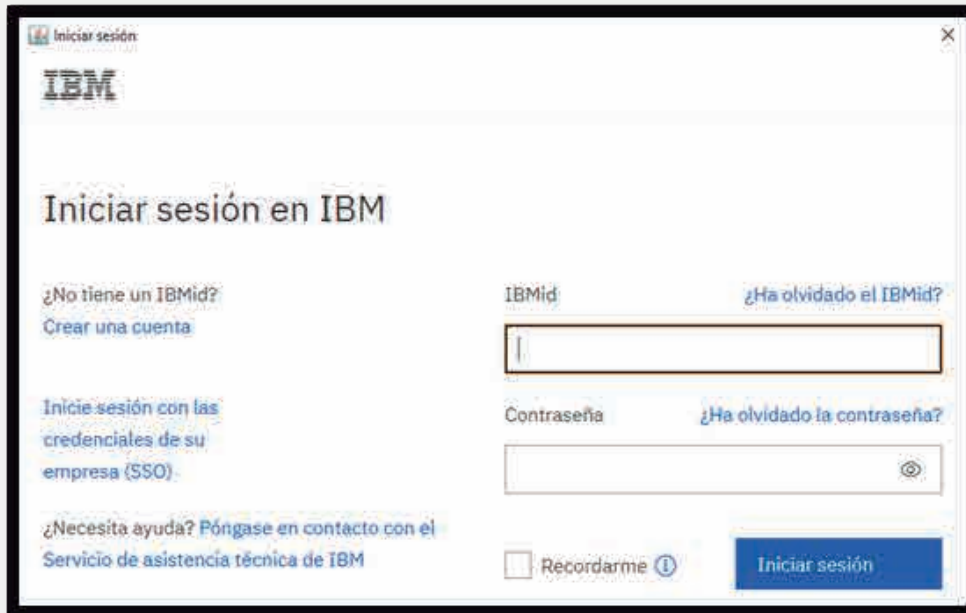 Iniciar sesión
IBM
Iniciar sesión en IBM
¿No tiene un IBMid?
Crear una cuenta
Inicie sesión con las
credenciales de su
empresa (SSO)
¿Necesita ayuda? Póngase en contacto con el
Servicio de asistencia técnica de IBM
IBMid ¿Ha olvidado el IBMid?
Contraseña ¿Ha olvidado la contraseña?
Recordarme
Iniciar sesión